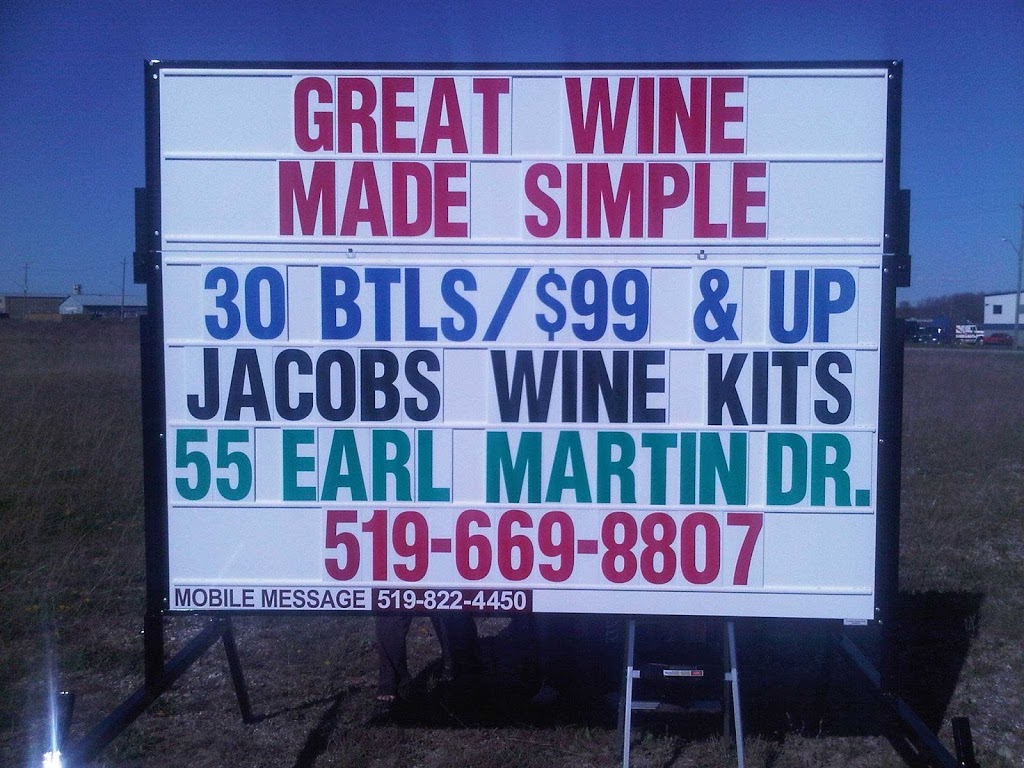 GREAT WINE
MADE SIMPLE
30 BTLS/$99 & UP
JACOBS WINE KITS
55 EARL MARTIN DR.
519-669-8807
MOBILE MESSAGE 519-822-4450